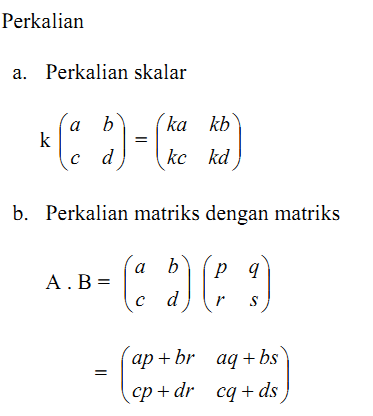 Perkalian
a. Perkalian skalar
k (a b) = (ka kb)
(c d) (kc kd)
b. Perkalian matriks dengan matriks
A . B = (a b) (p q)
(c d) (r s)
= (ap + br aq + bs)
(cp + dr cq + ds)